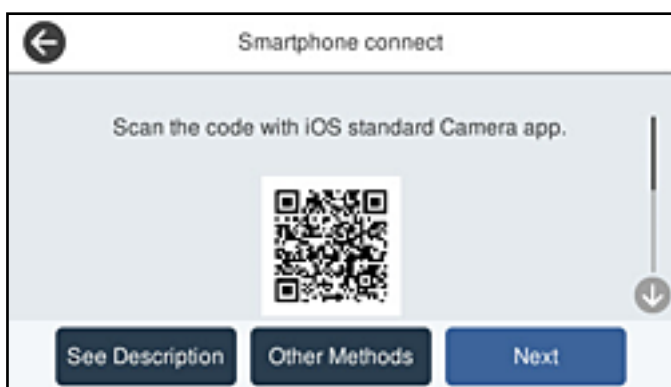 Smartphone connect
Scan the code with iOS standard Camera app.
See Description
Other Methods
Next